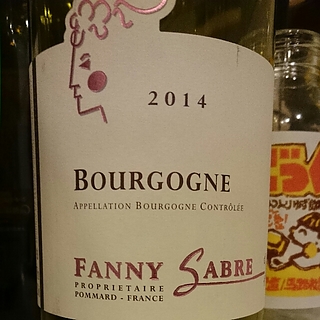 2014
BOURGOGNE
APPELLATION BOURGOGNE CONTRÔLÉE
FANNY SABRE
PROPRIETAIRE
POMMARD - FRANCE